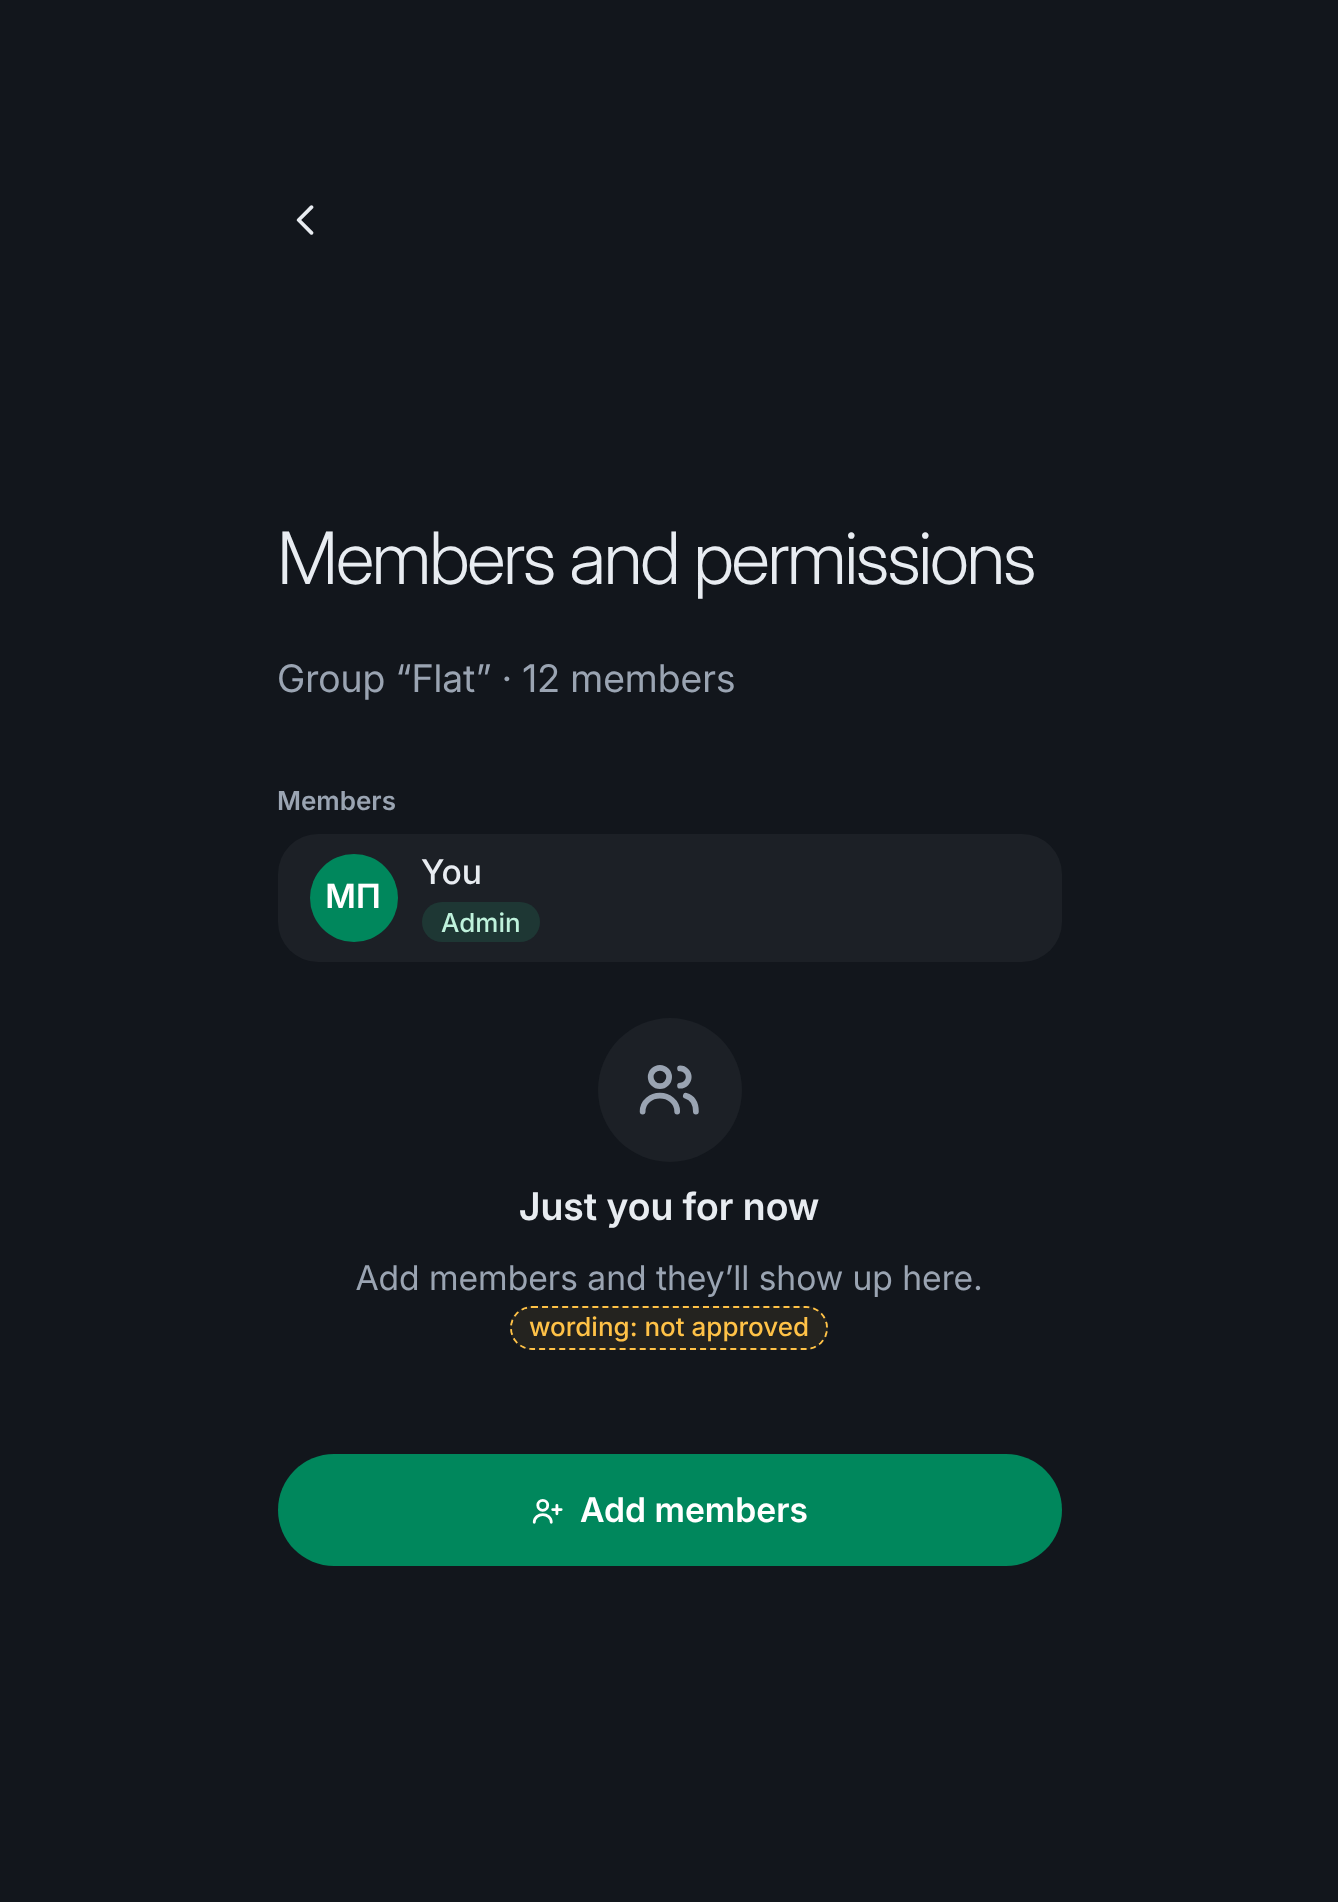 Members and permissions
Group “Flat” · 12 members
Members
МП
You
Admin
Just you for now
Add members and they’ll show up here.
wording: not approved
Add members